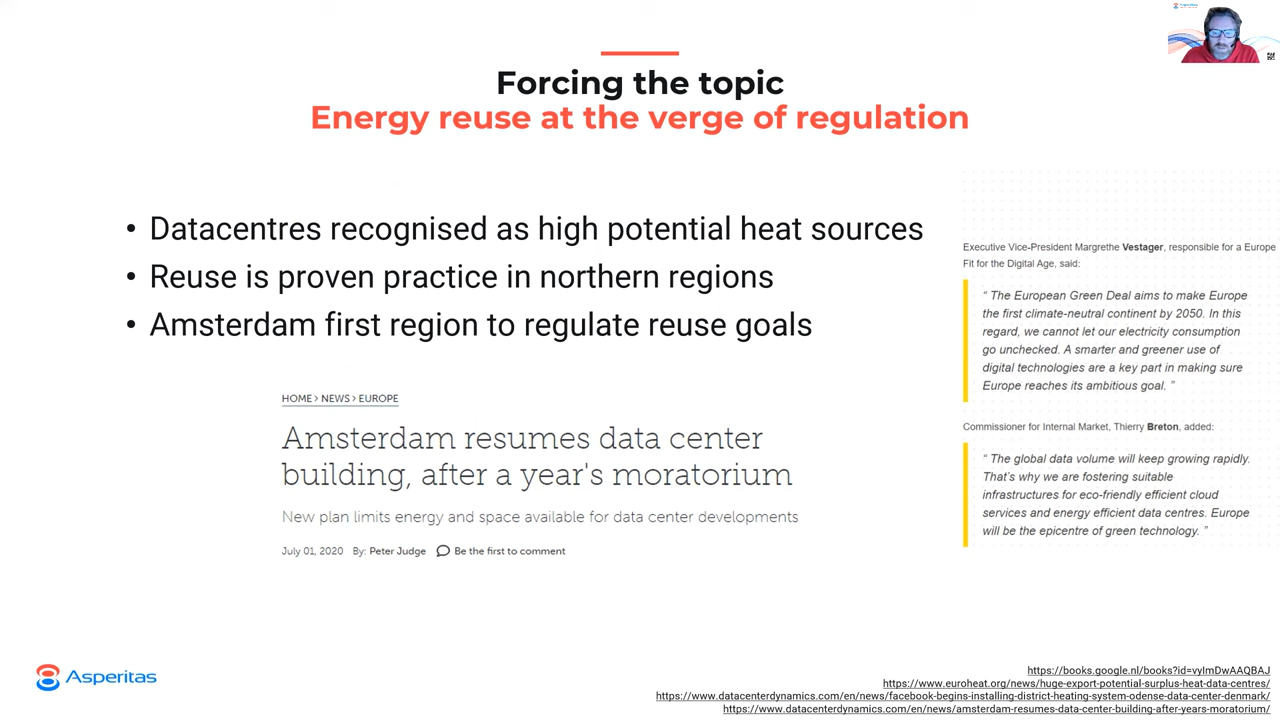 Asperitas
Forcing the topic
Energy reuse at the verge of regulation
• Datacentres recognised as high potential heat sources
• Reuse is proven practice in northern regions
• Amsterdam first region to regulate reuse goals
HOME > NEWS > EUROPE
Amsterdam resumes data center
building, after a year's moratorium
New plan limits energy and space available for data center developments
July 01, 2020 By: Peter Judge Be the first to comment
Executive Vice-President Margrethe Vestager, responsible for a Europe
Fit for the Digital Age, said:
“ The European Green Deal aims to make Europe
the first climate-neutral continent by 2050. In this
regard, we cannot let our electricity consumption
go unchecked. A smarter and greener use of
digital technologies are a key part in making sure
Europe reaches its ambitious goal. ”
Commissioner for Internal Market, Thierry Breton, added:
“ The global data volume will keep growing rapidly.
That’s why we are fostering suitable
infrastructures for eco-friendly efficient cloud
services and energy efficient data centres. Europe
will be the epicentre of green technology. ”
Asperitas
https://books.google.nl/books?id=vyImDwAAQBAJ
https://www.euroheat.org/news/huge-export-potential-surplus-heat-data-centres/
https://www.datacenterdynamics.com/en/news/facebook-begins-installing-district-heating-system-odense-data-center-denmark/
https://www.datacenterdynamics.com/en/news/amsterdam-resumes-data-center-building-after-years-moratorium/